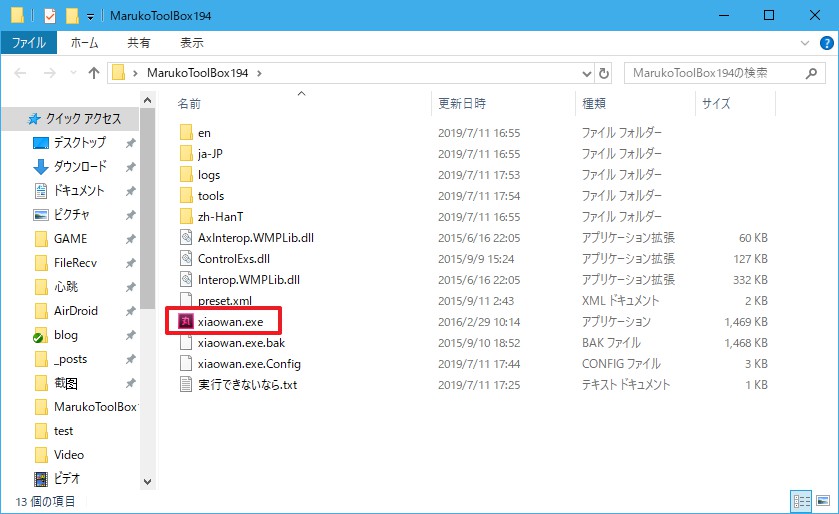 MarukoToolBox194
ファイル ホーム 共有 表示
MarukoToolBox194 MarukoToolBox194の検索
名前 更新日時 種類 サイズ
クイック アクセス
デスクトップ
ダウンロード
ドキュメント
ピクチャ
GAME
FileRecv
心跳
AirDroid
blog
_posts
截图
MarukoToolBox1
test
Video
ビデオ
en 2019/7/11 16:55 ファイル フォルダー
ja-JP 2019/7/11 16:55 ファイル フォルダー
logs 2019/7/11 17:53 ファイル フォルダー
tools 2019/7/11 17:54 ファイル フォルダー
zh-HanT 2019/7/11 16:55 ファイル フォルダー
AxInterop.WMPLib.dll 2015/6/16 22:05 アプリケーション拡張 60 KB
ControlExs.dll 2015/9/9 15:24 アプリケーション拡張 127 KB
Interop.WMPLib.dll 2015/6/16 22:05 アプリケーション拡張 332 KB
preset.xml 2015/9/11 2:43 XML ドキュメント 4 KB
丸 xiaowan.exe 2016/2/29 10:14 アプリケーション 1,469 KB
xiaowan.exe.bak 2015/9/10 18:52 BAK ファイル 1,468 KB
xiaowan.exe.Config 2019/7/11 17:44 CONFIG ファイル 3 KB
実行できないなら.txt 2019/7/11 17:25 テキスト ドキュメント 1 KB
13 個の項目